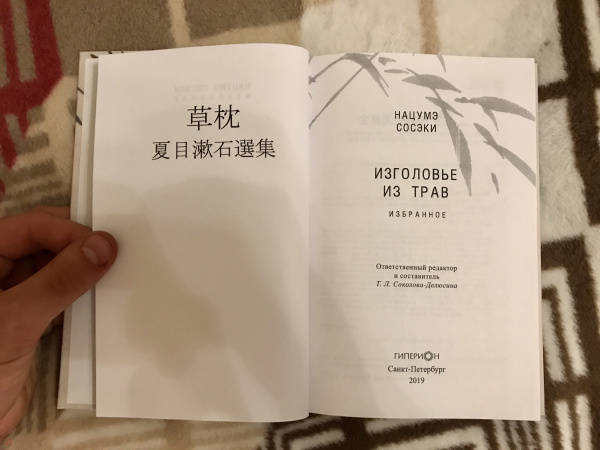 草枕
夏目漱石選集
НАЦУМЭ
СОСЭКИ
ИЗГОЛОВЬЕ
ИЗ ТРАВ
ИЗБРАННОЕ
Ответственный редактор
и составитель
Т. Л. Соколова-Делюсина
ГИПЕРИОН
Санкт-Петербург
2019